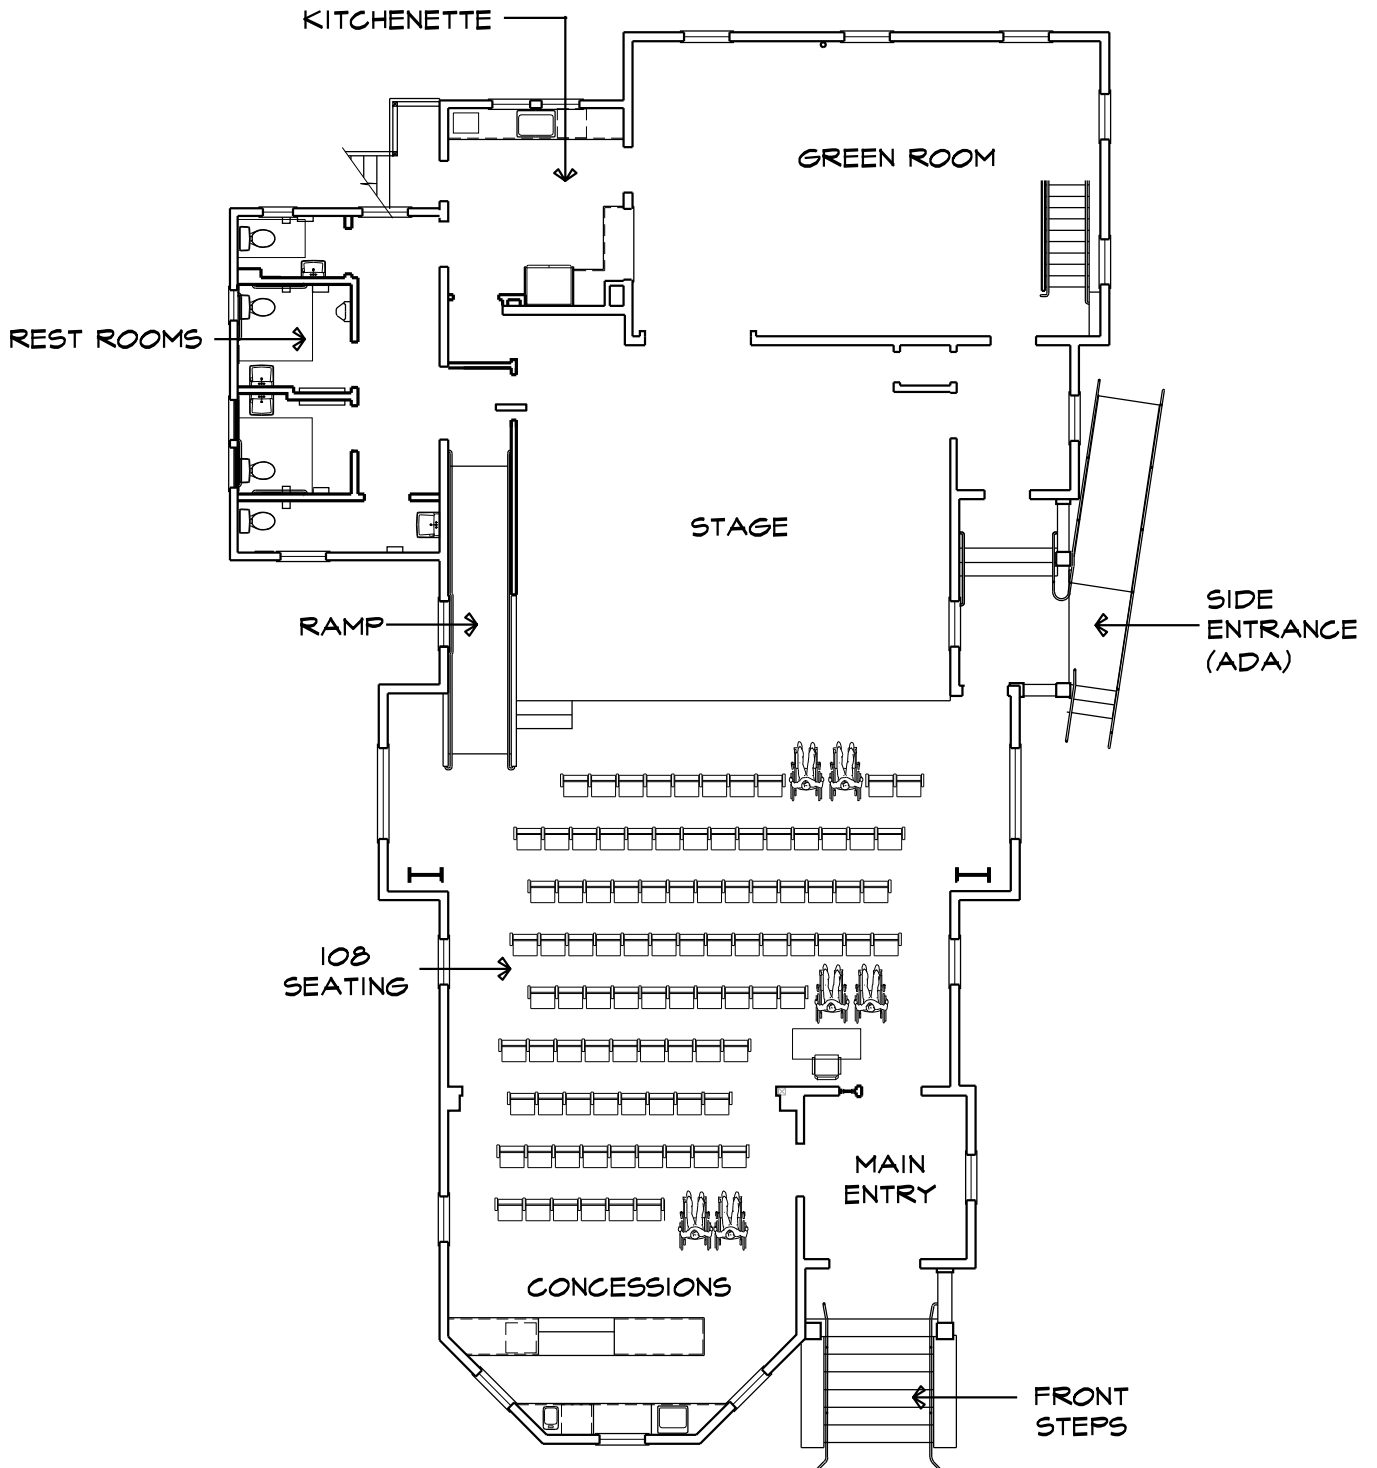 KITCHENETTE
GREEN ROOM
REST ROOMS
STAGE
RAMP
SIDE
ENTRANCE
(ADA)
108
SEATING
MAIN
ENTRY
CONCESSIONS
FRONT
STEPS